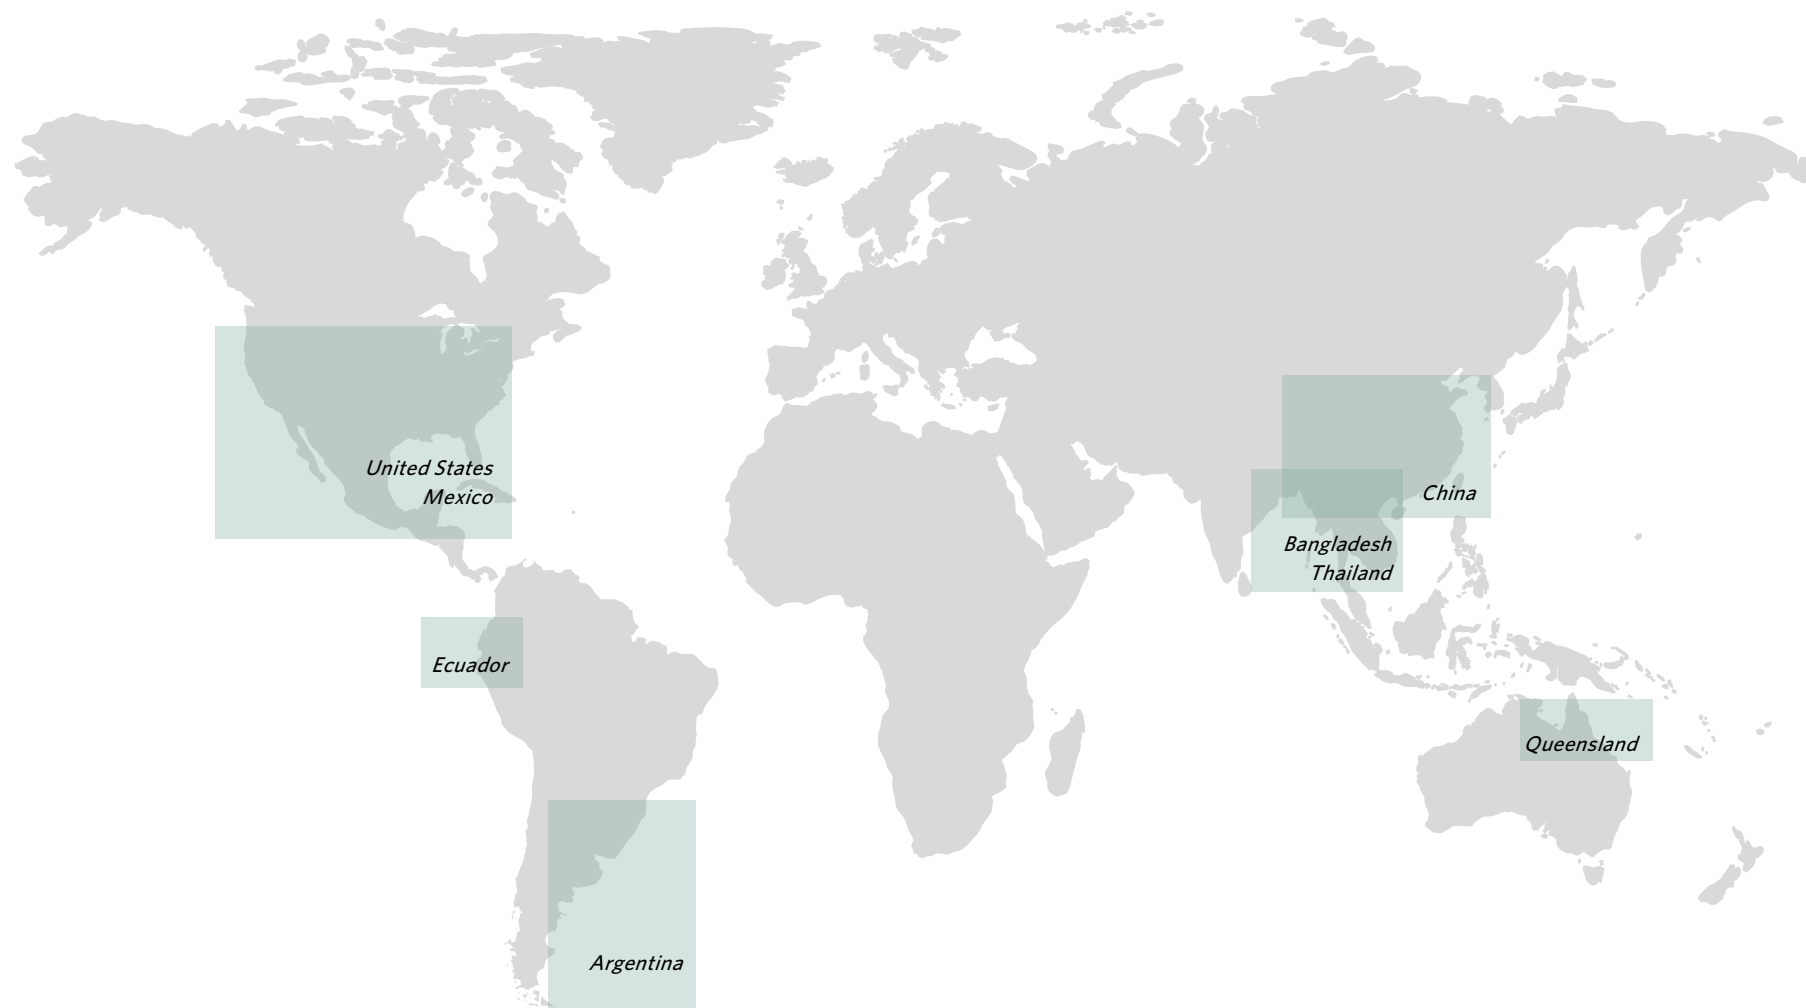 United States
Mexico
China
Bangladesh
Thailand
Ecuador
Queensland
Argentina